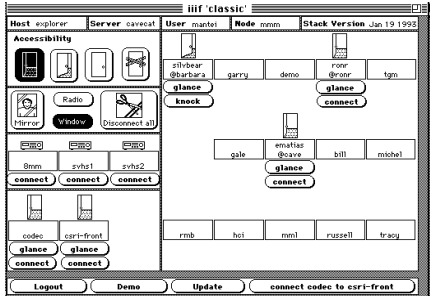 iiif 'classic'
Host explorer Server cavecat User mantei Node mmm Stack Version Jan 19 1993
Accessibility
silvbear @barbara garry demo ronr @ronr tgm
glance glance
knock connect
Mirror Radio Window Disconnect all
8mm svhs1 svhs2
connect connect connect
gale ematias @cave bill michel
glance
connect
codec csri-front
glance glance
connect connect
rmb hci mm1 russell tracy
Logout Demo Update connect codec to csri-front